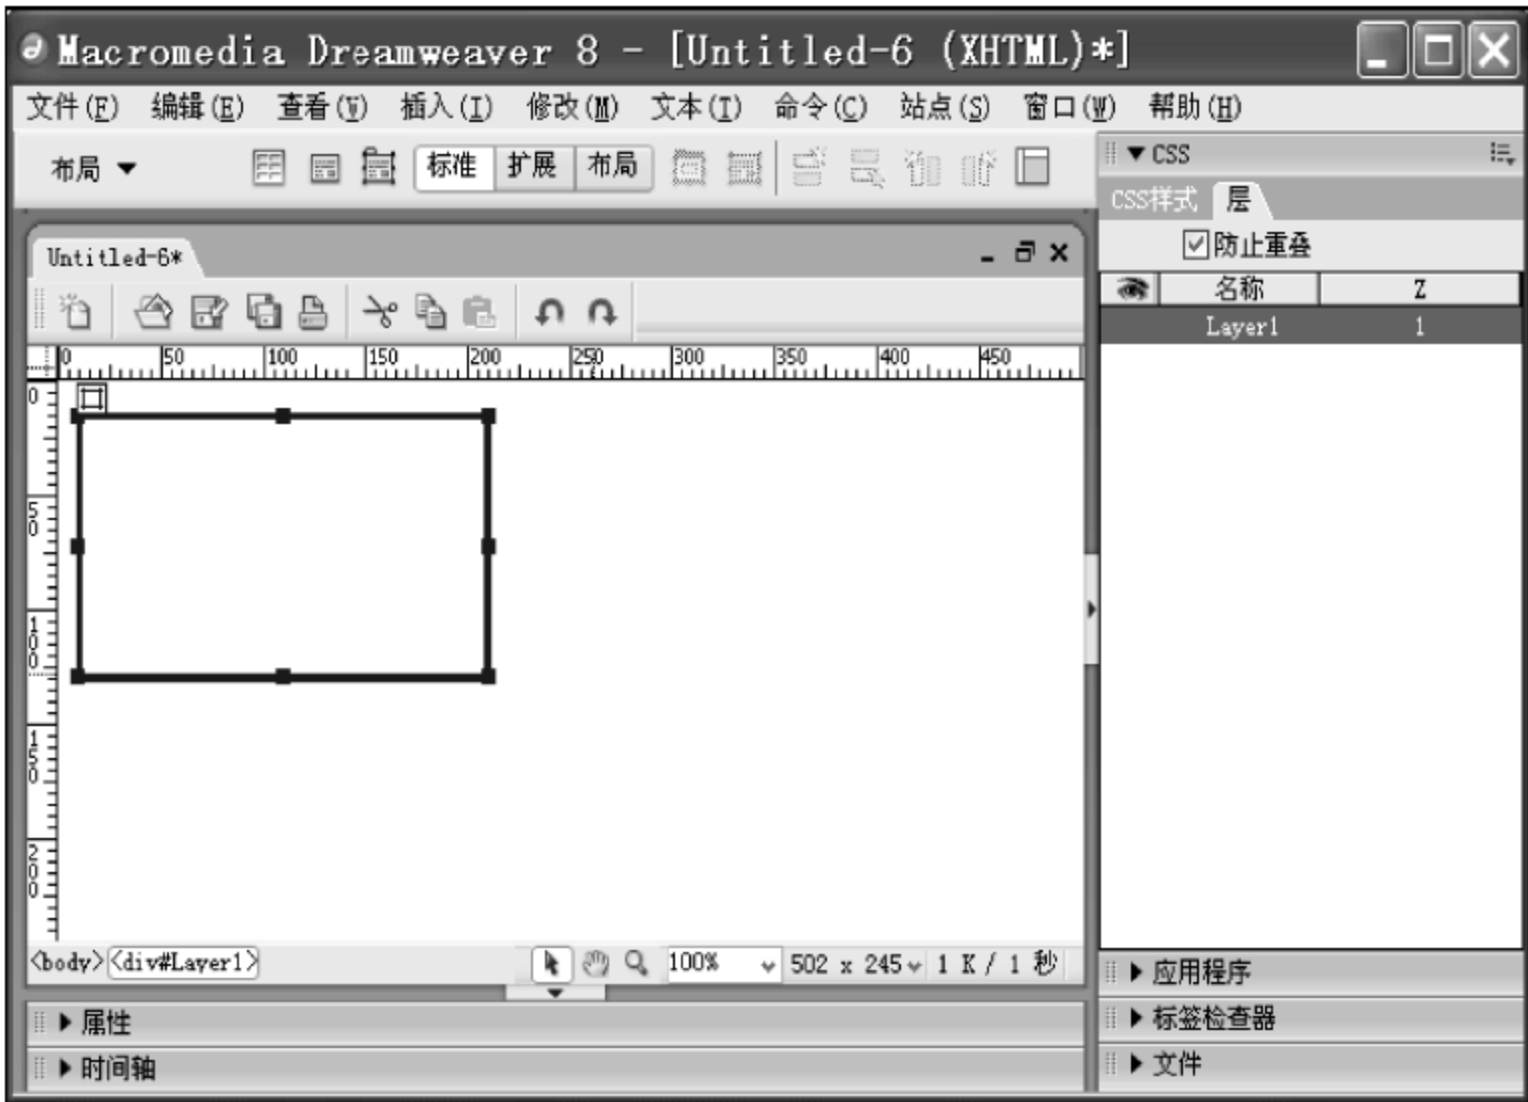 Macromedia Dreamweaver 8 - [Untitled-6 (XHTML)*]
文件(F) 编辑(E) 查看(V) 插入(I) 修改(M) 文本(T) 命令(C) 站点(S) 窗口(W) 帮助(H)
布局 标准 扩展 布局
CSS
CSS样式 层
防止重叠
名称 Z
Layer1 1
Untitled-6*
0 50 100 150 200 250 300 350 400 450
0
50
100
150
200
<body> <div#Layer1> 100% 502 x 245 1 K / 1 秒
属性
时间轴
应用程序
标签检查器
文件